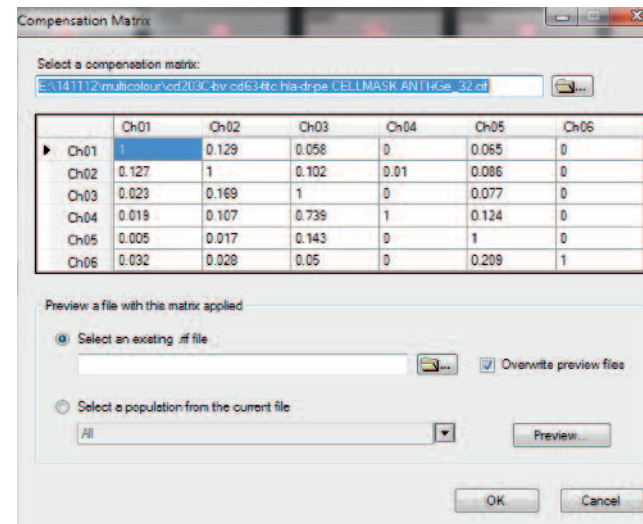 Compensation Matrix
Select a compensation matrix:
E:\141112\multicolour\cd203C-bv cd63-fitc hla-dr-pe CELLMASK ANTI-IGe_32.cif
Ch01 Ch02 Ch03 Ch04 Ch05 Ch06
Ch01 1 0.129 0.058 0 0.065 0
Ch02 0.127 1 0.102 0.01 0.086 0
Ch03 0.023 0.169 1 0 0.077 0
Ch04 0.019 0.107 0.739 1 0.124 0
Ch05 0.005 0.017 0.143 0 1 0
Ch06 0.032 0.028 0.05 0 0.209 1
Preview a file with this matrix applied
Select an existing .rif file
... Overwrite preview files
Select a population from the current file
All Preview...
OK Cancel